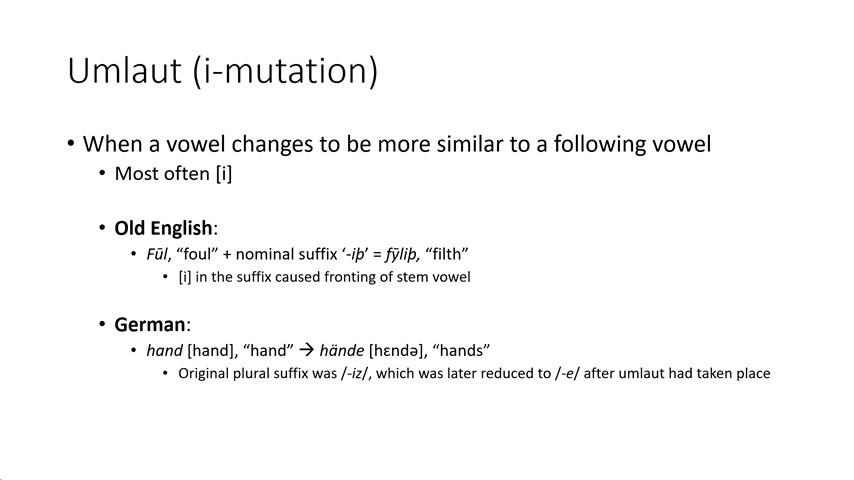 Umlaut (i-mutation)
• When a vowel changes to be more similar to a following vowel
• Most often [i]
• Old English:
• Fūl, “foul” + nominal suffix ‘-iþ’ = fȳliþ, “filth”
• [i] in the suffix caused fronting of stem vowel
• German:
• hand [hand], “hand” → hände [hɛndə], “hands”
• Original plural suffix was /-iz/, which was later reduced to /-e/ after umlaut had taken place